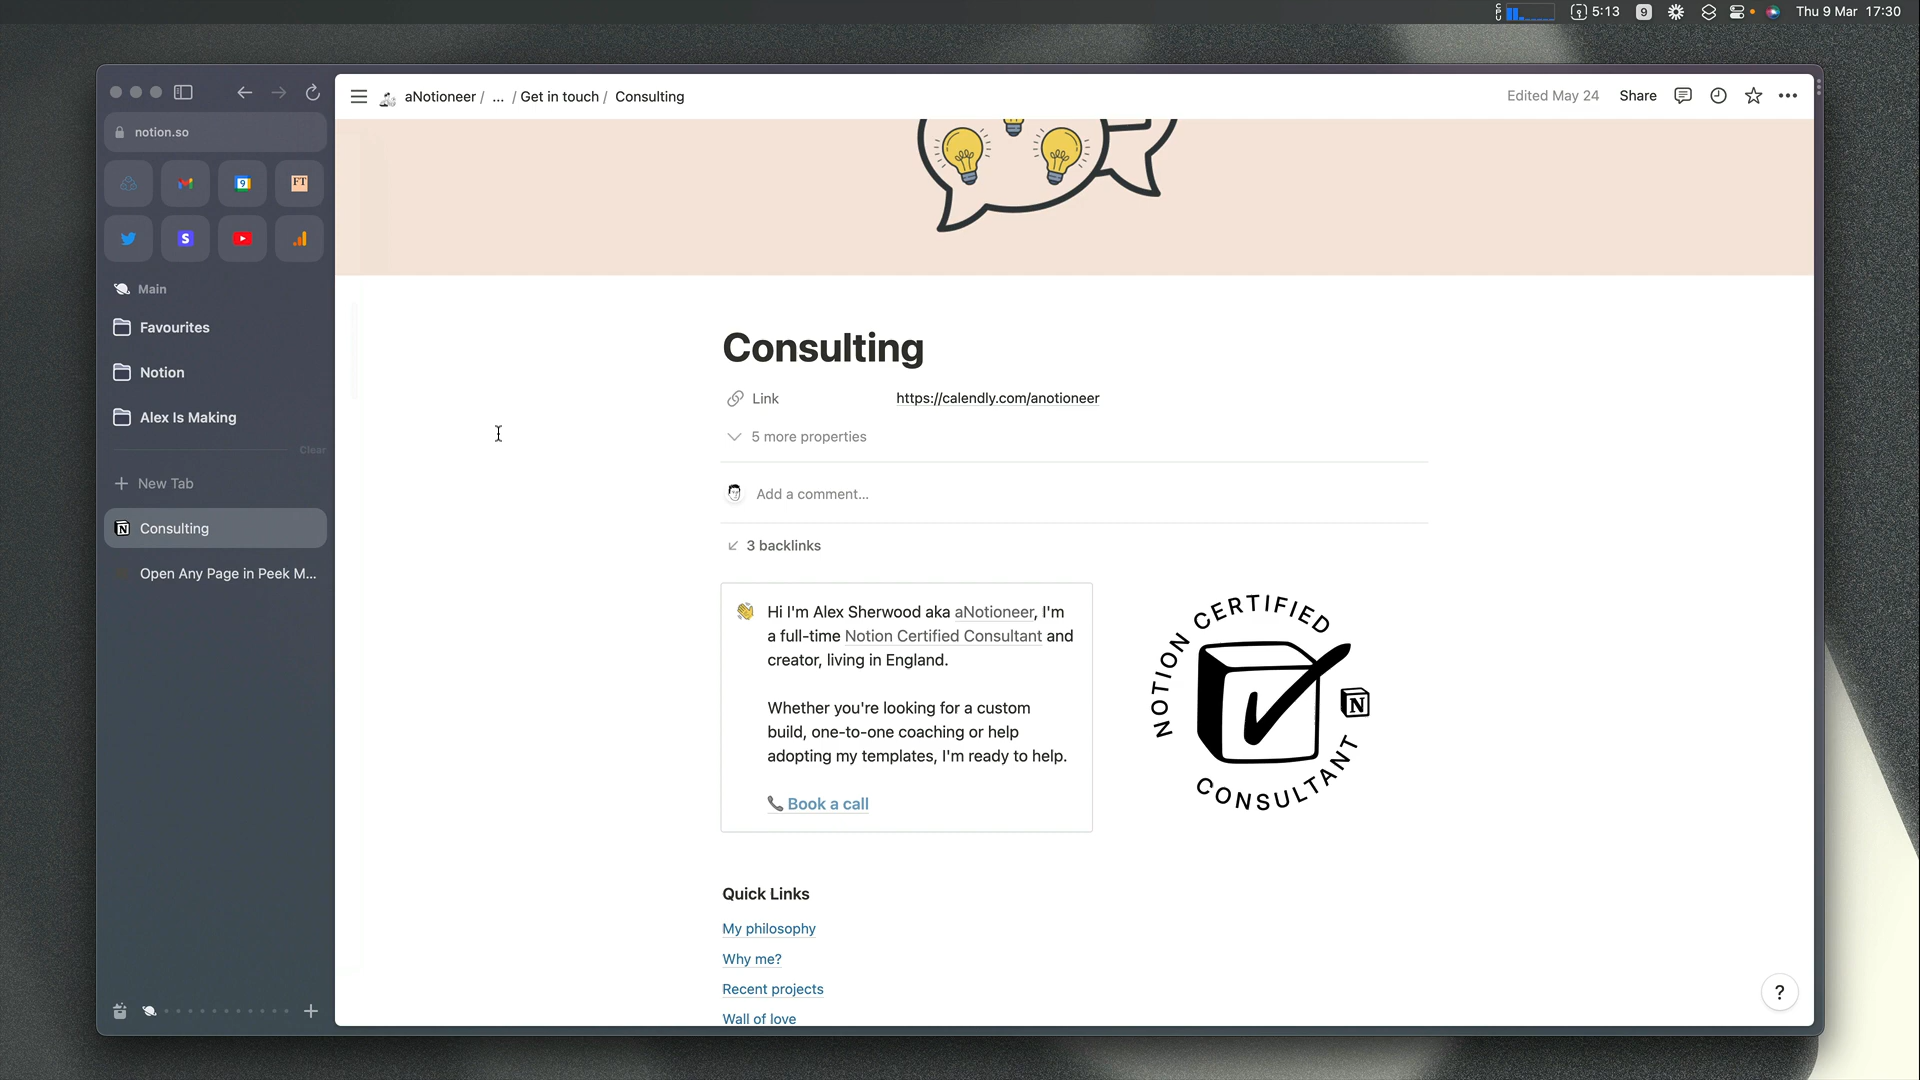 5:13
9
Thu 9 Mar 17:30
aNotioneer / ... / Get in touch / Consulting
Edited May 24
Share
notion.so
9
FT
S
Main
Favourites
Notion
Alex Is Making
Clear
New Tab
N Consulting
Open Any Page in Peek M...
Consulting
Link https://calendly.com/anotioneer
5 more properties
Add a comment...
3 backlinks
Hi I'm Alex Sherwood aka aNotioneer, I'm
a full-time Notion Certified Consultant and
creator, living in England.
Whether you're looking for a custom
build, one-to-one coaching or help
adopting my templates, I'm ready to help.
Book a call
NOTION CERTIFIED
N
CONSULTANT
Quick Links
My philosophy
Why me?
Recent projects
Wall of love
?